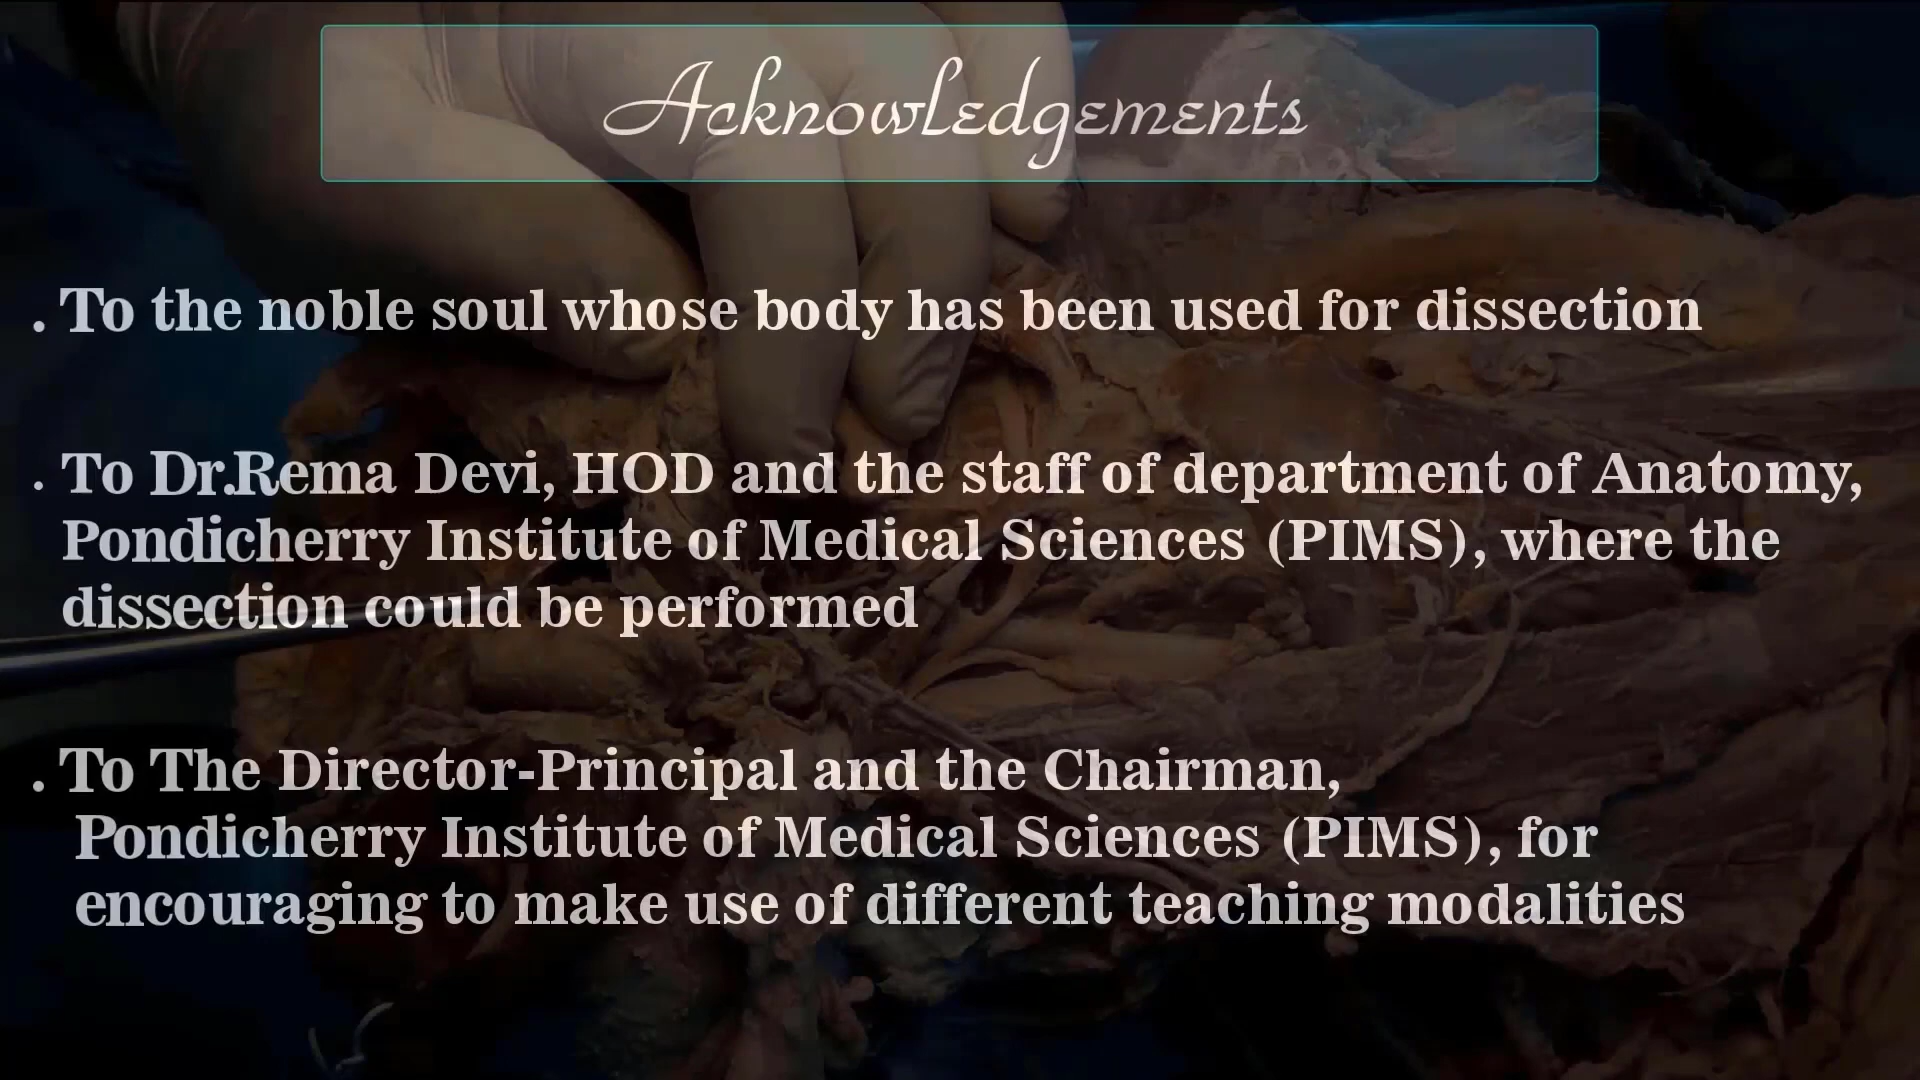 Acknowledgements
. To the noble soul whose body has been used for dissection
. To Dr.Rema Devi, HOD and the staff of department of Anatomy,
Pondicherry Institute of Medical Sciences (PIMS), where the
dissection could be performed
. To The Director-Principal and the Chairman,
Pondicherry Institute of Medical Sciences (PIMS), for
encouraging to make use of different teaching modalities